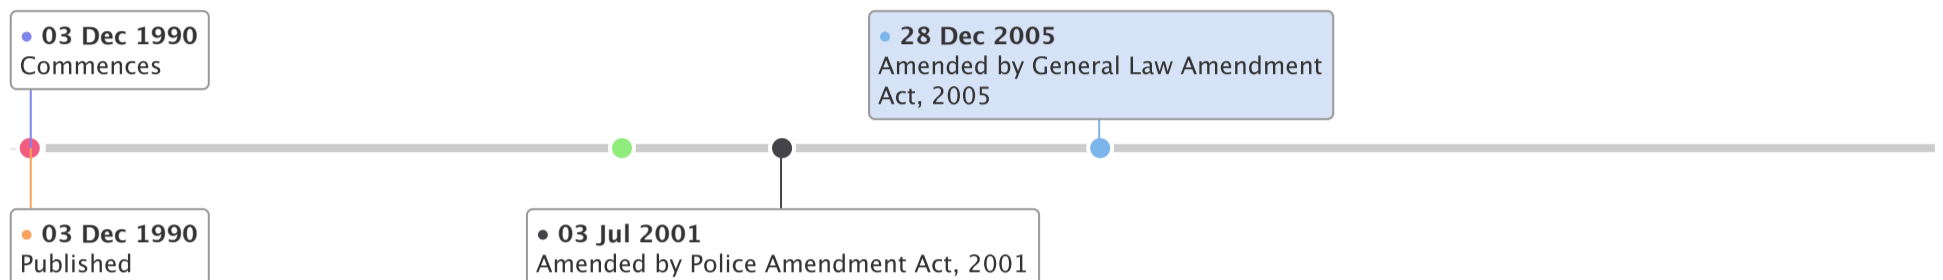 03 Dec 1990
Commences
28 Dec 2005
Amended by General Law Amendment
Act, 2005
03 Dec 1990
Published
03 Jul 2001
Amended by Police Amendment Act, 2001